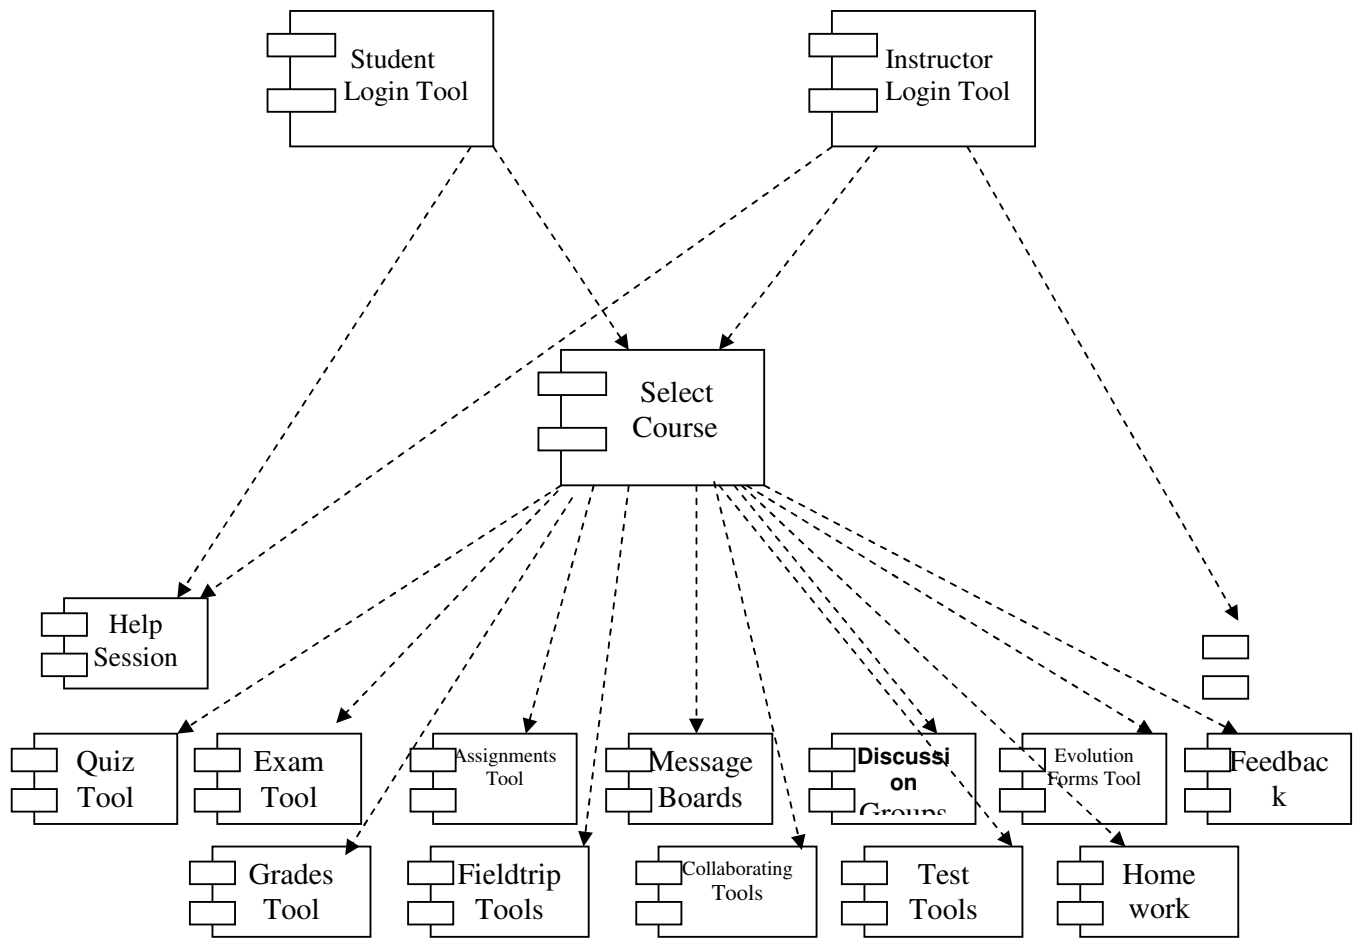 Student
Login Tool
Instructor
Login Tool
Select
Course
Help
Session
Quiz
Tool
Exam
Tool
Assignments
Tool
Message
Boards
Discussi
on
Groups
Evolution
Forms Tool
Feedbac
k
Grades
Tool
Fieldtrip
Tools
Collaborating
Tools
Test
Tools
Home
work